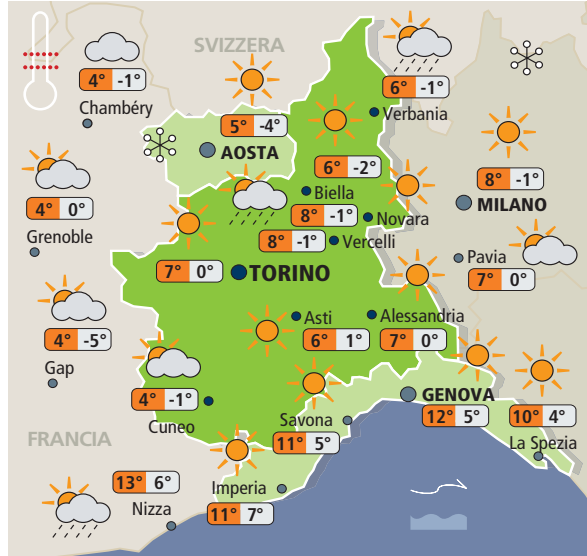 SVIZZERA
4° -1°
Chambéry
6° -1°
Verbania
5° -4°
AOSTA
6° -2°
Biella
8° -1°
MILANO
4° 0°
Grenoble
8° -1°
Novara
8° -1°
Vercelli
7° 0°
TORINO
Pavia
7° 0°
4° -5°
Gap
Asti
6° 1°
Alessandria
7° 0°
4° -1°
Cuneo
GENOVA
12° 5°
10° 4°
La Spezia
Savona
11° 5°
FRANCIA
13° 6°
Nizza
Imperia
11° 7°